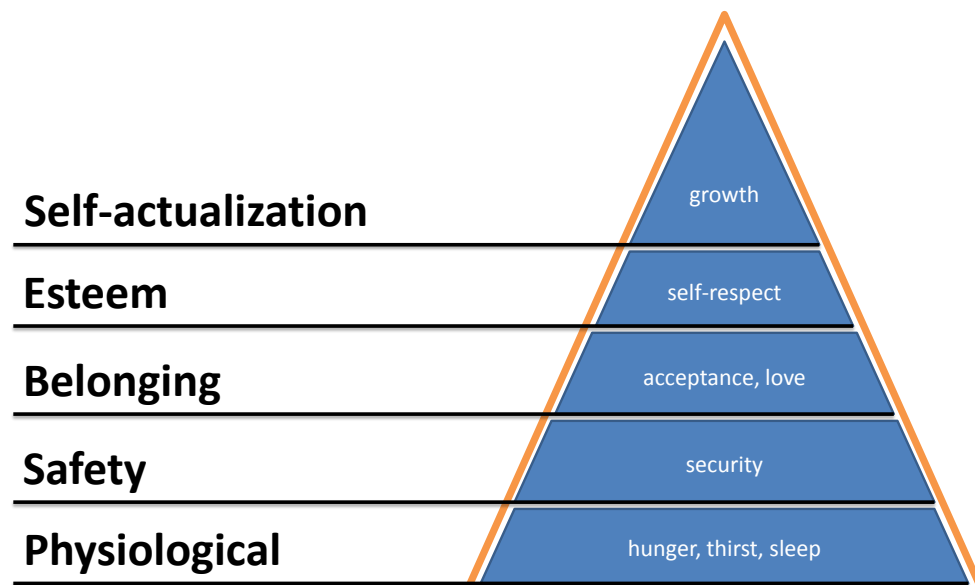 Self-actualization
growth
Esteem
self-respect
Belonging
acceptance, love
Safety
security
Physiological
hunger, thirst, sleep